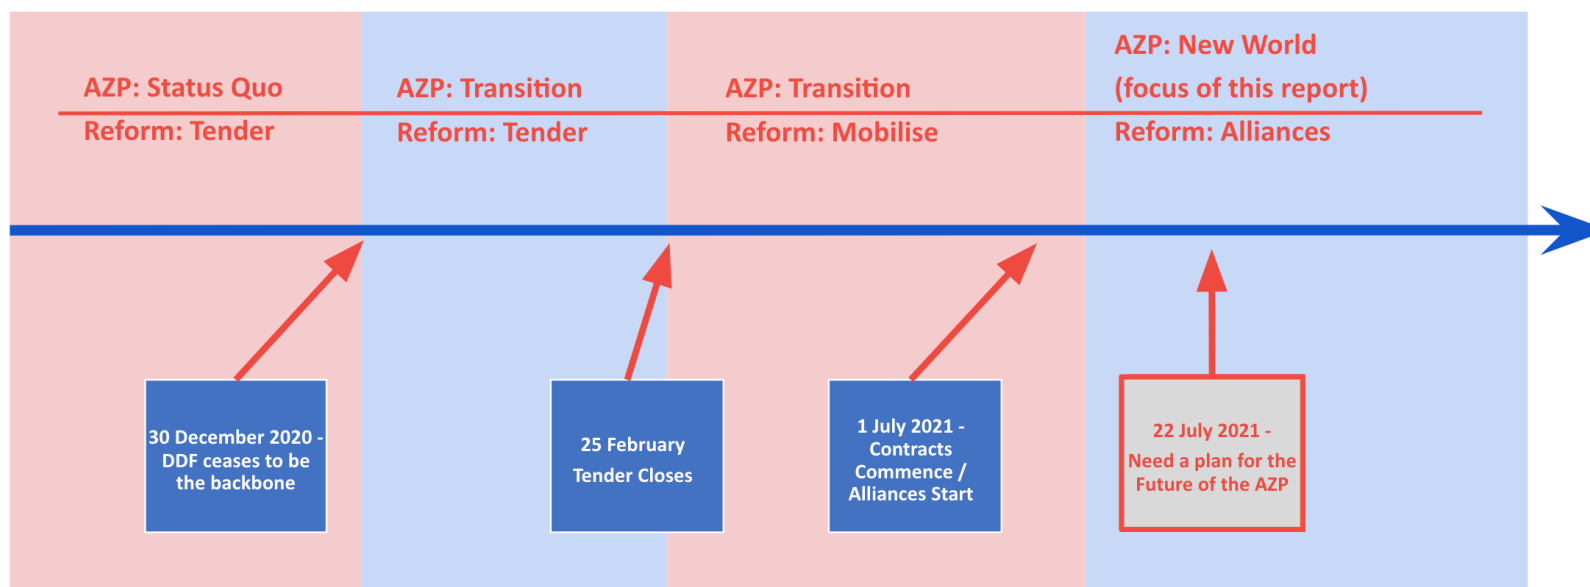 AZP: Status Quo
Reform: Tender
AZP: Transition
Reform: Tender
AZP: Transition
Reform: Mobilise
AZP: New World
(focus of this report)
Reform: Alliances
30 December 2020 -
DDF ceases to be
the backbone
25 February
Tender Closes
1 July 2021 -
Contracts
Commence /
Alliances Start
22 July 2021 -
Need a plan for the
Future of the AZP